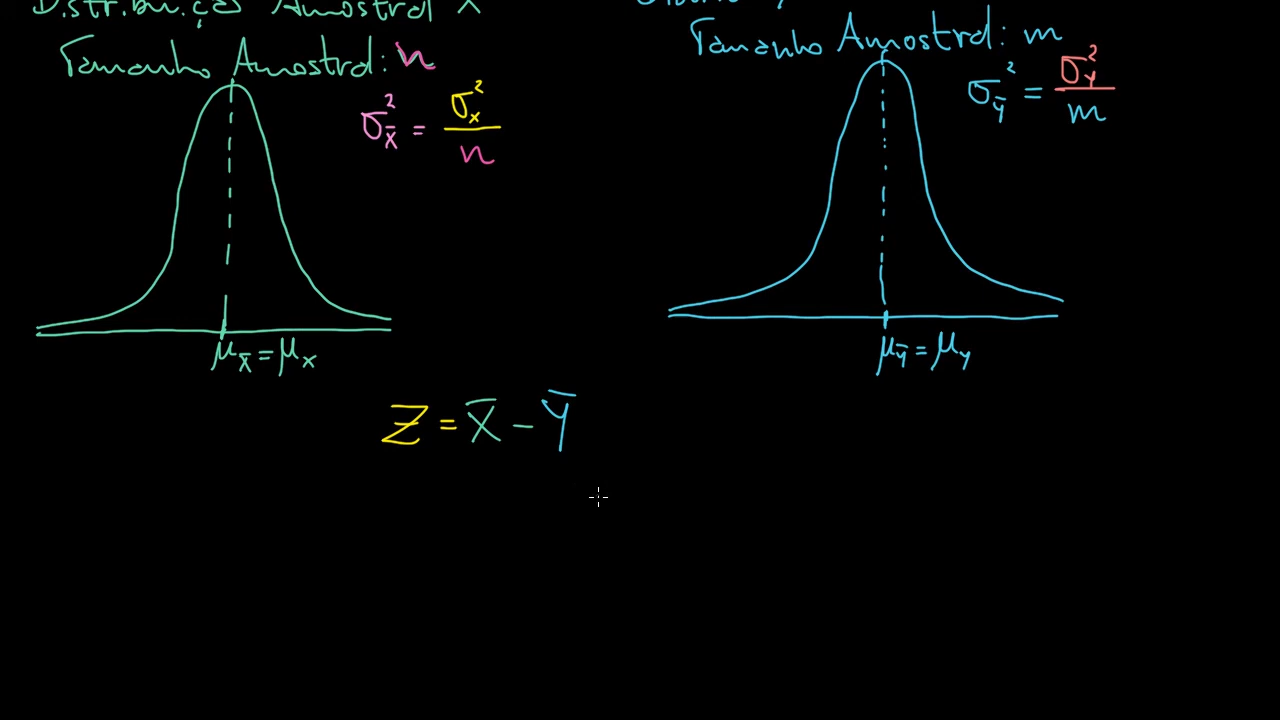 Distribuição Amostral X
Tamanho Amostral: n
σ²_X̄ = σ²_x / n
μ_X̄ = μ_x
Tamanho Amostral: m
σ²_Ȳ = σ²_Y / m
μ_Ȳ = μ_y
Z = X̄ - Ȳ